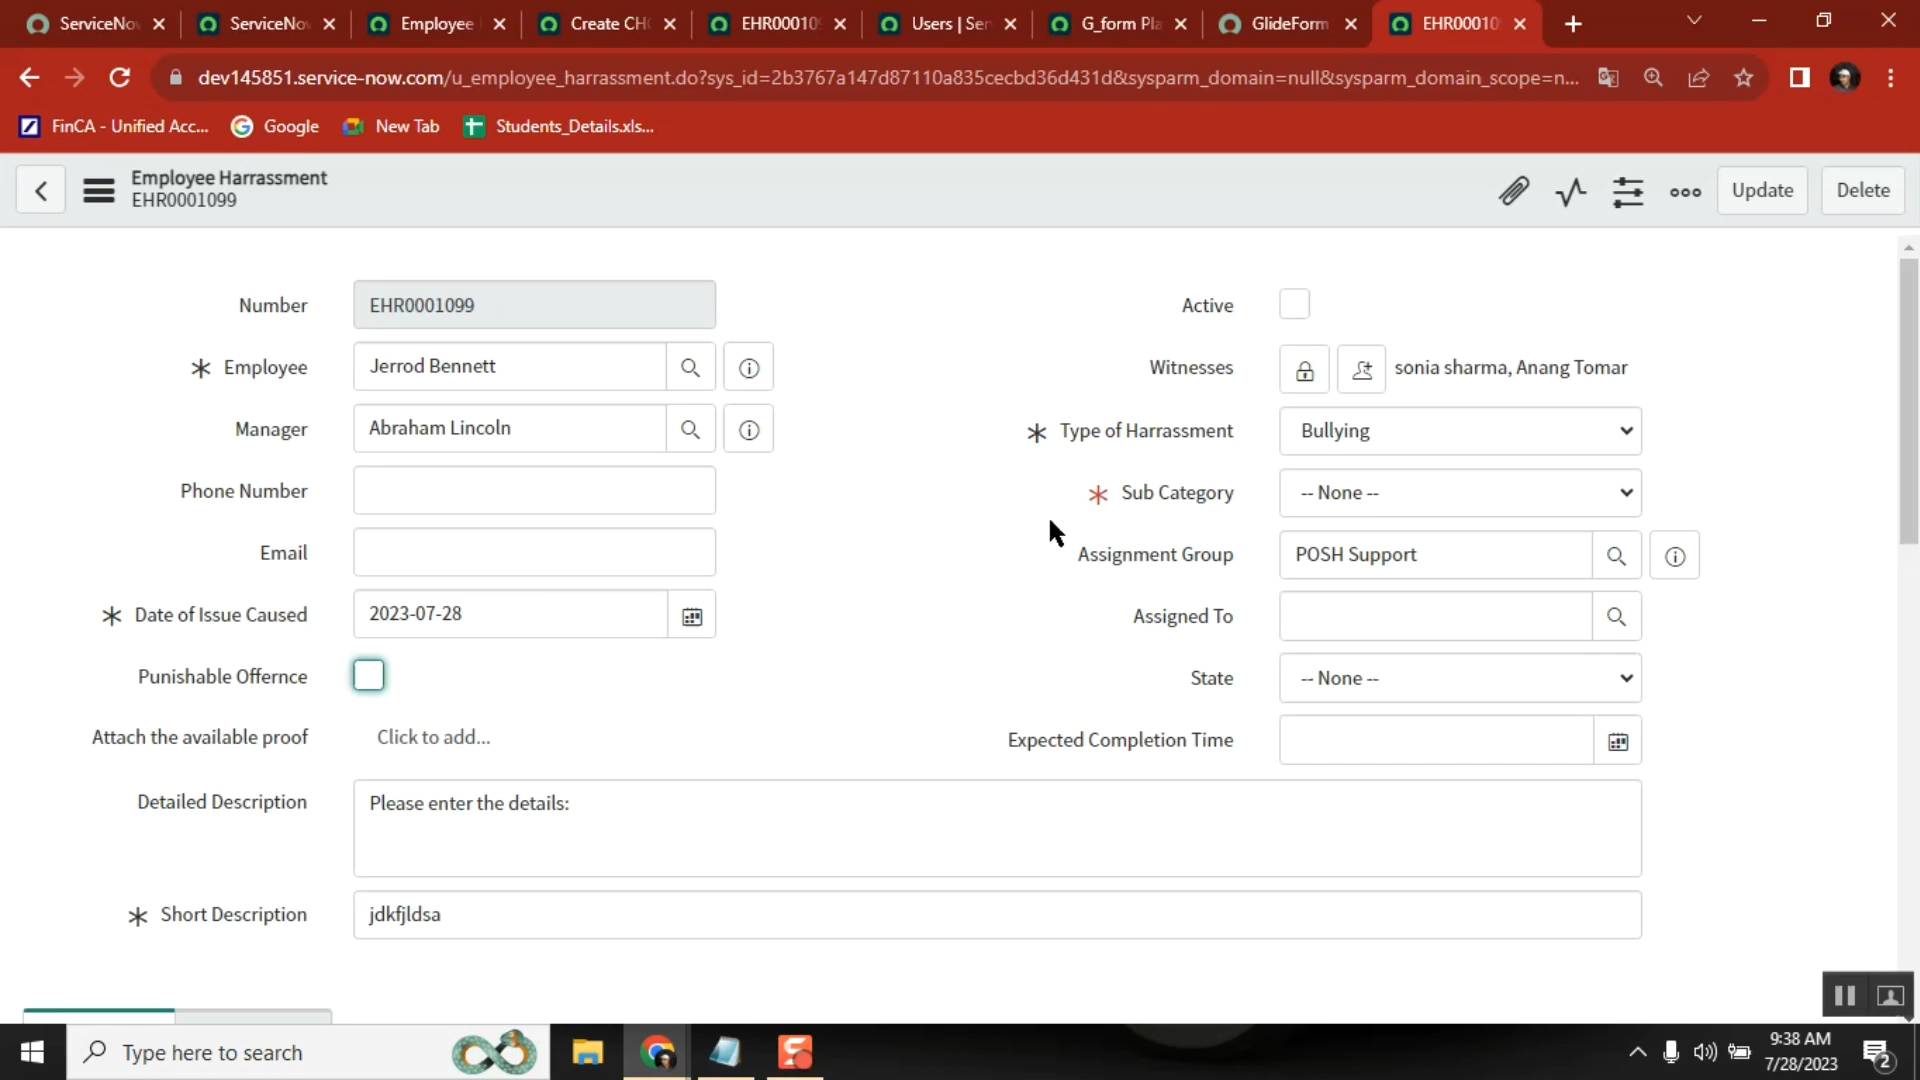 ServiceNo
ServiceNo
Employee
Create CH
EHR00010
Users | Ser
G_form Pla
GlideForm
EHR00010
dev145851.service-now.com/u_employee_harrassment.do?sys_id=2b3767a147d87110a835cecbd36d431d&sysparm_domain=null&sysparm_domain_scope=n...
FinCA - Unified Acc...
Google
New Tab
Students_Details.xls...
Employee Harrassment
EHR0001099
Update
Delete
Number
EHR0001099
Active
* Employee
Jerrod Bennett
Witnesses
sonia sharma, Anang Tomar
Manager
Abraham Lincoln
* Type of Harrassment
Bullying
Phone Number
* Sub Category
-- None --
Email
Assignment Group
POSH Support
* Date of Issue Caused
2023-07-28
Assigned To
Punishable Offernce
State
-- None --
Attach the available proof
Click to add...
Expected Completion Time
Detailed Description
Please enter the details:
* Short Description
jdkfjldsa
Type here to search
9:38 AM
7/28/2023
2